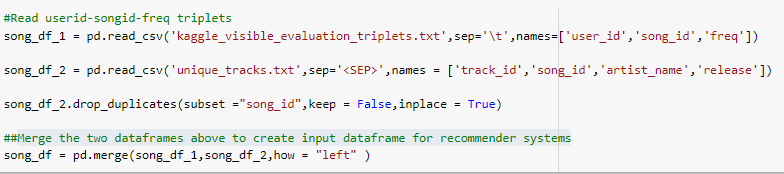 #Read userid-songid-freq triplets
song_df_1 = pd.read_csv('kaggle_visible_evaluation_triplets.txt',sep='\t',names=['user_id','song_id','freq'])
song_df_2 = pd.read_csv('unique_tracks.txt',sep='<SEP>',names = ['track_id','song_id','artist_name','release'])
song_df_2.drop_duplicates(subset ="song_id",keep = False,inplace = True)
##Merge the two dataframes above to create input dataframe for recommender systems
song_df = pd.merge(song_df_1,song_df_2,how = "left" )